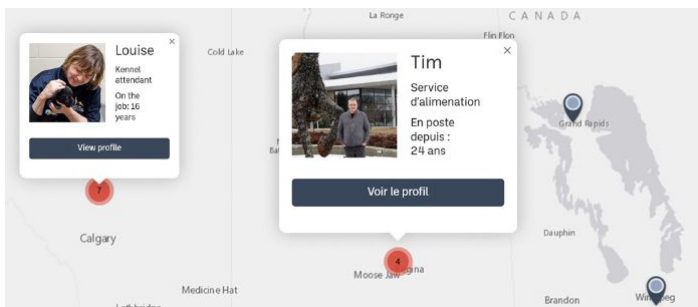 La Ronge
CANADA
Flin Flon
Cold Lake
×
Louise
Kennel
attendant
On the
job: 16
years
View profile
7
×
Tim
Service
d'alimenation
En poste
depuis :
24 ans
Voir le profil
4
Grand Rapids
Calgary
Dauphin
Moose Jaw
Medicine Hat
Brandon